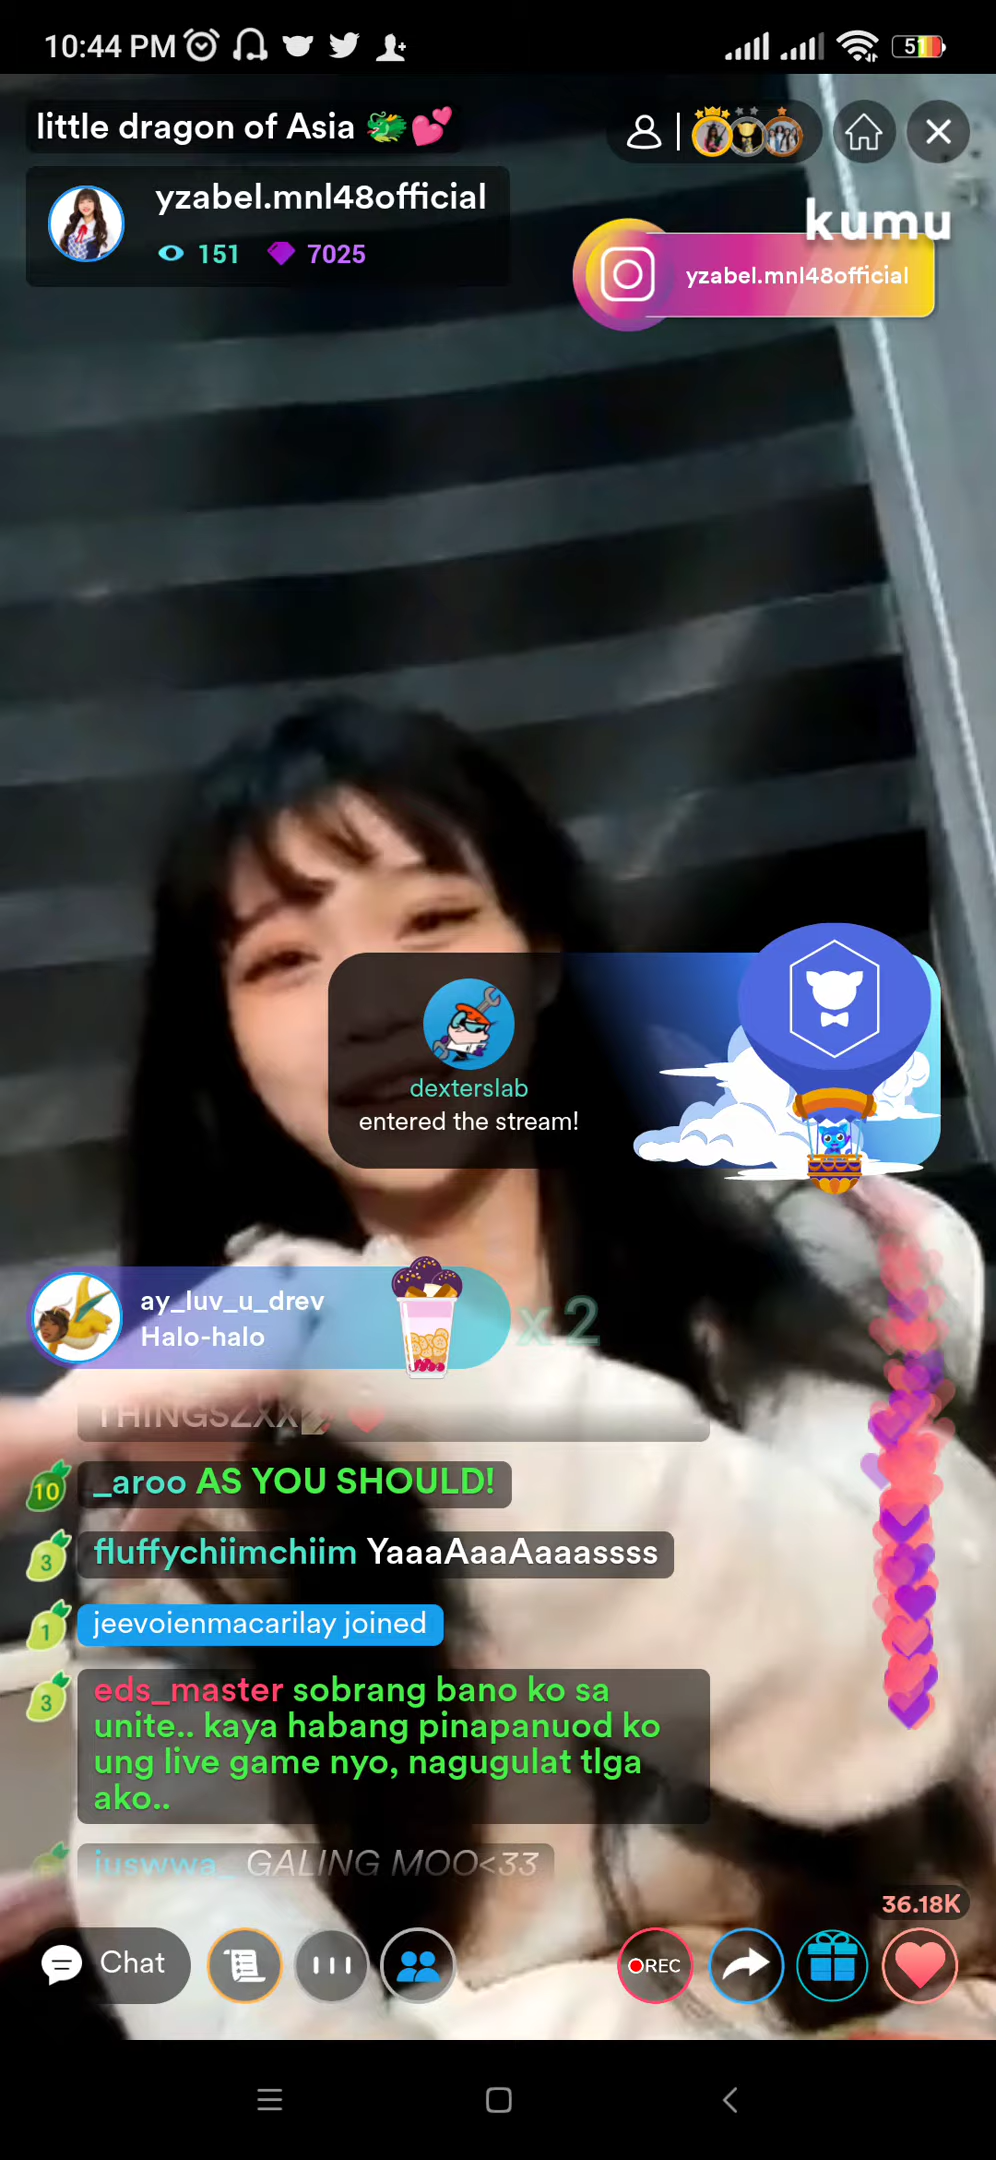 10:44 PM
51
little dragon of Asia 🐲💕
yzabel.mnl48official
151 7025
kumu
yzabel.mnl48official
dexterslab
entered the stream!
ay_luv_u_drev
Halo-halo
x 2
THINGSZXX
10 _aroo AS YOU SHOULD!
3 fluffychiimchiim YaaaAaaAaaassss
1 jeevoienmacarilay joined
3 eds_master sobrang bano ko sa
unite.. kaya habang pinapanuod ko
ung live game nyo, nagugulat tlga
ako..
juswwa_ GALING MOO<33
36.18K
Chat
REC